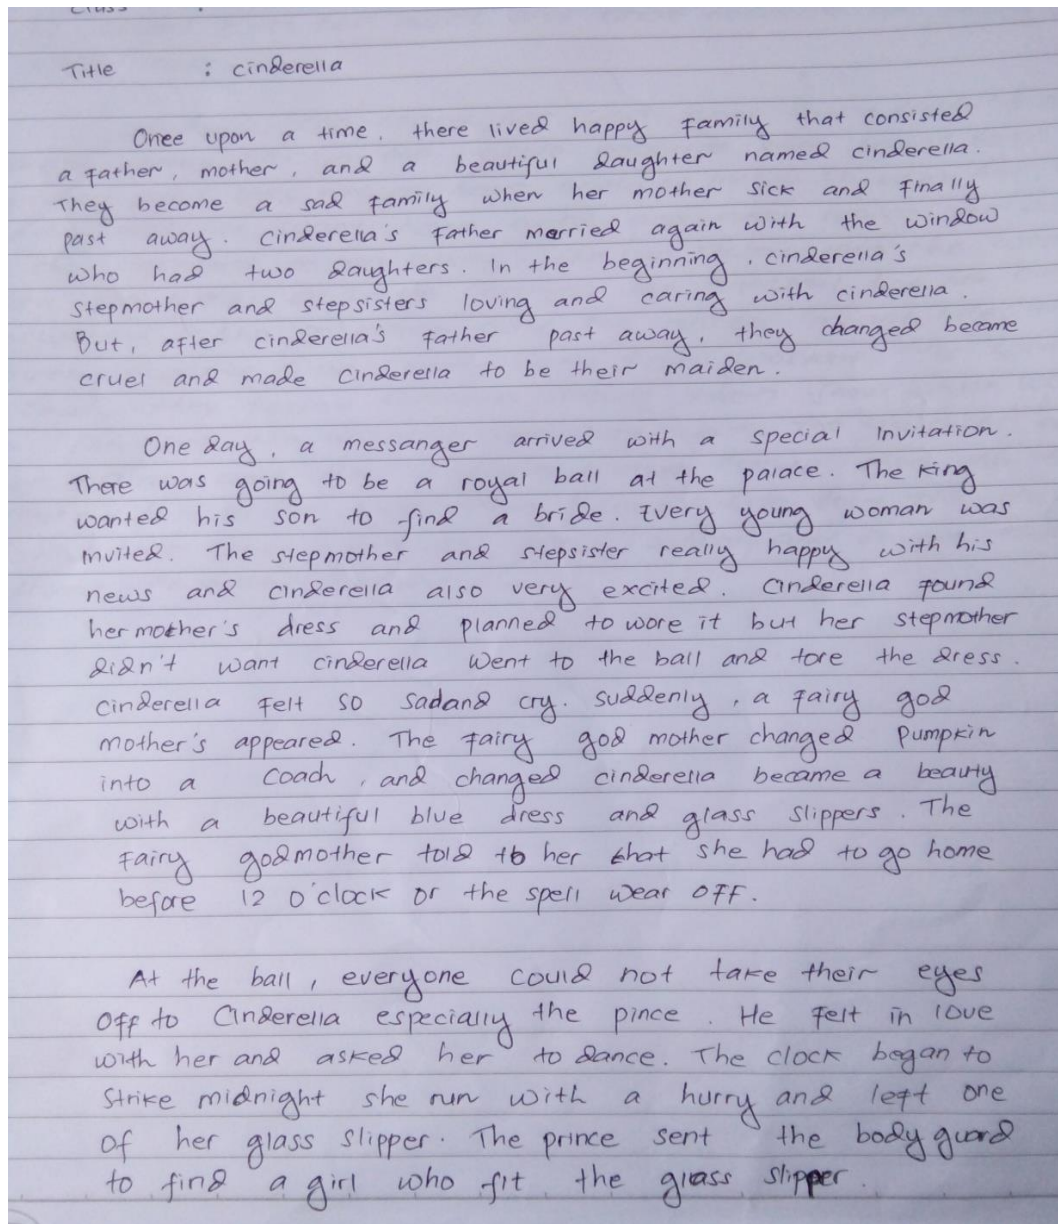 Class :
Title : Cinderella
Once upon a time, there lived happy family that consisted
a father, mother, and a beautiful daughter named cinderella.
They become a sad family when her mother sick and finally
past away. Cinderella's father married again with the window
who had two daughters. In the beginning, cinderella's
stepmother and stepsisters loving and caring with cinderella.
But, after cinderella's father past away, they changed became
cruel and made cinderella to be their maiden.
One day, a messanger arrived with a special invitation.
There was going to be a royal ball at the palace. The king
wanted his son to find a bride. Every young woman was
invited. The stepmother and stepsister really happy with his
news and cinderella also very excited. Cinderella found
her mother's dress and planned to wore it but her stepmother
didn't want cinderella went to the ball and tore the dress.
cinderella felt so sad and cry. suddenly, a fairy god
mother's appeared. The fairy god mother changed pumpkin
into a coach, and changed cinderella became a beauty
with a beautiful blue dress and glass slippers. The
fairy godmother told to her that she had to go home
before 12 o'clock or the spell wear off.
At the ball, everyone could not take their eyes
off to Cinderella especially the pince. He felt in love
with her and asked her to dance. The clock began to
strike midnight she run with a hurry and left one
of her glass slipper. The prince sent the body guard
to find a girl who fit the glass slipper.